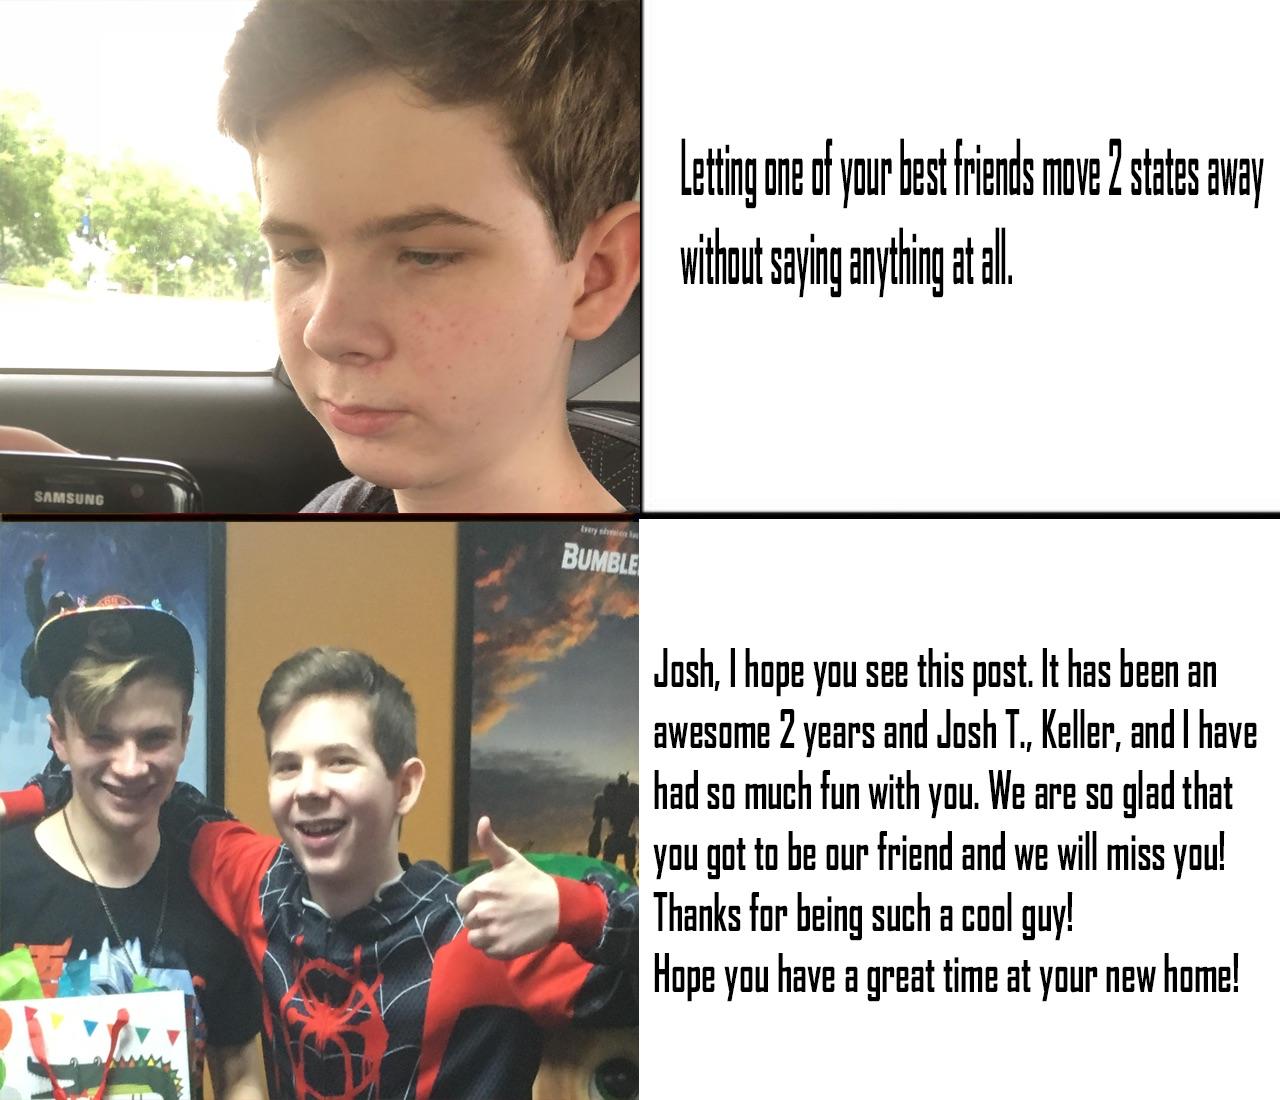 Letting one of your best friends move 2 states away
without saying anything at all.
SAMSUNG
BUMBLE
Josh, I hope you see this post. It has been an
awesome 2 years and Josh T., Keller, and I have
had so much fun with you. We are so glad that
you got to be our friend and we will miss you!
Thanks for being such a cool guy!
Hope you have a great time at your new home!